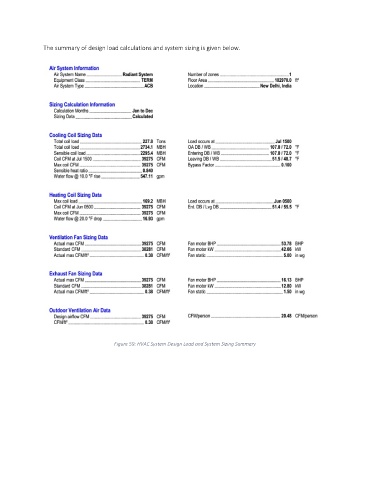 The summary of design load calculations and system sizing is given below.
Air System Information
Air System Name Radiant System
Equipment Class TERM
Air System Type ACB
Number of zones 1
Floor Area 102970.0 ft²
Location New Delhi, India
Sizing Calculation Information
Calculation Months Jan to Dec
Sizing Data Calculated
Cooling Coil Sizing Data
Total coil load 227.8 Tons
Total coil load 2734.1 MBH
Sensible coil load 2295.4 MBH
Coil CFM at Jul 1500 39275 CFM
Max coil CFM 39275 CFM
Sensible heat ratio 0.840
Water flow @ 10.0 °F rise 547.11 gpm
Load occurs at Jul 1500
OA DB / WB 107.8 / 72.0 °F
Entering DB / WB 107.8 / 72.0 °F
Leaving DB / WB 51.5 / 48.7 °F
Bypass Factor 0.100
Heating Coil Sizing Data
Max coil load 169.2 MBH
Coil CFM at Jun 0500 39275 CFM
Max coil CFM 39275 CFM
Water flow @ 20.0 °F drop 16.93 gpm
Load occurs at Jun 0500
Ent. DB / Lvg DB 51.4 / 55.5 °F
Ventilation Fan Sizing Data
Actual max CFM 39275 CFM
Standard CFM 38281 CFM
Actual max CFM/ft² 0.38 CFM/ft²
Fan motor BHP 53.78 BHP
Fan motor kW 42.66 kW
Fan static 5.00 in wg
Exhaust Fan Sizing Data
Actual max CFM 39275 CFM
Standard CFM 38281 CFM
Actual max CFM/ft² 0.38 CFM/ft²
Fan motor BHP 16.13 BHP
Fan motor kW 12.80 kW
Fan static 1.50 in wg
Outdoor Ventilation Air Data
Design airflow CFM 39275 CFM
CFM/ft² 0.38 CFM/ft²
CFM/person 20.48 CFM/person
Figure 50: HVAC System Design Load and System Sizing Summary